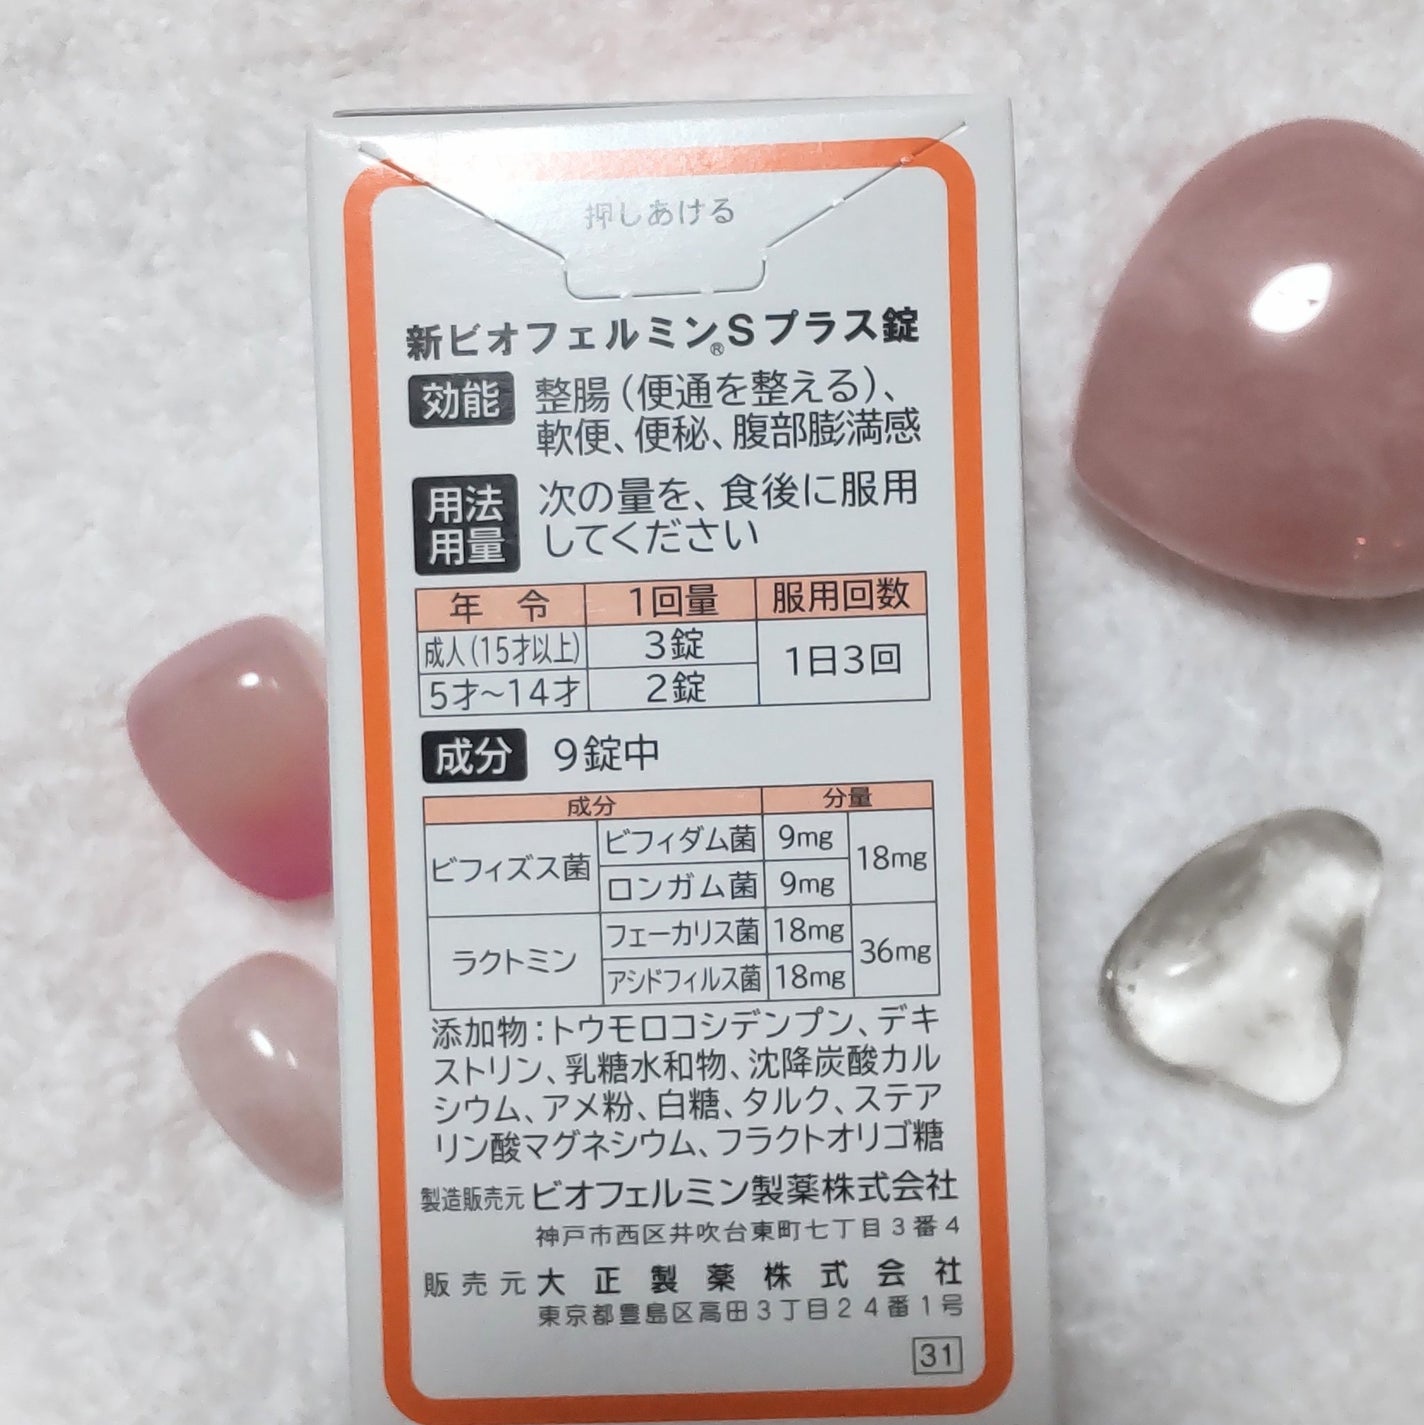 押しあける
新ビオフェルミン®Sプラス錠
効能 整腸(便通を整える)、
軟便、便秘、腹部膨満感
用法
用量
次の量を、食後に服用
してください
年 令 1回量 服用回数
成人(15才以上) 3錠 1日3回
5才~14才 2錠
成分 9錠中
成分 分量
ビフィズス菌 ビフィダム菌 9mg 18mg
ロンガム菌 9mg
ラクトミン フェーカリス菌 18mg 36mg
アシドフィルス菌 18mg
添加物:トウモロコシデンプン、デキ
ストリン、乳糖水和物、沈降炭酸カル
シウム、アメ粉、白糖、タルク、ステア
リン酸マグネシウム、フラクトオリゴ糖
製造販売元 ビオフェルミン製薬株式会社
神戸市西区井吹台東町七丁目3番4
販売元 大正製薬株式会社
東京都豊島区高田3丁目24番1号
31